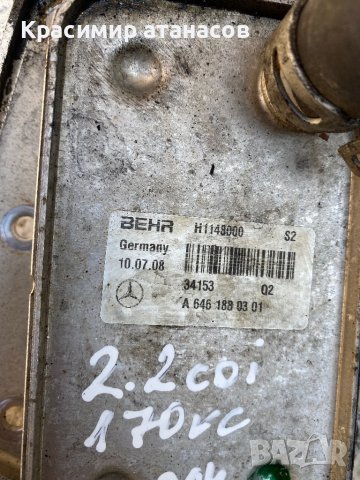 Красимир атанасов
BEHR H1148000 S2
Germany
10.07.08 34153 Q2
A 646 188 03 01
2.2 CDi
170кс
BAZAR